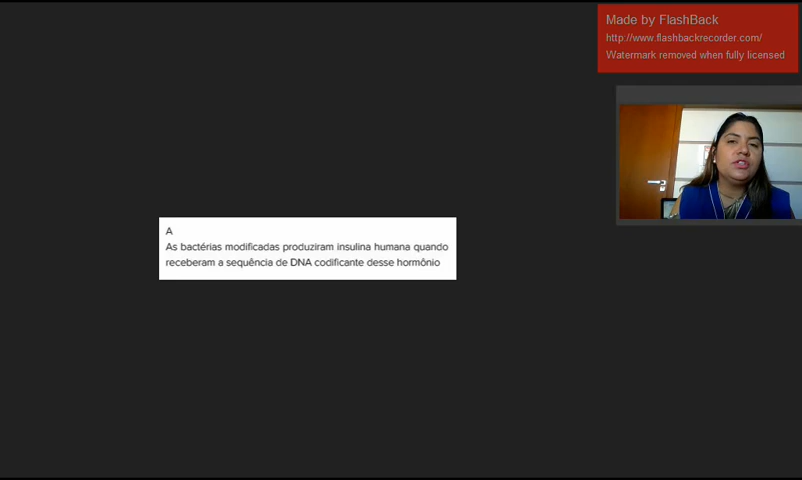 Made by FlashBack
http://www.flashbackrecorder.com/
Watermark removed when fully licensed
A
As bactérias modificadas produziram insulina humana quando
receberam a sequência de DNA codificante desse hormônio